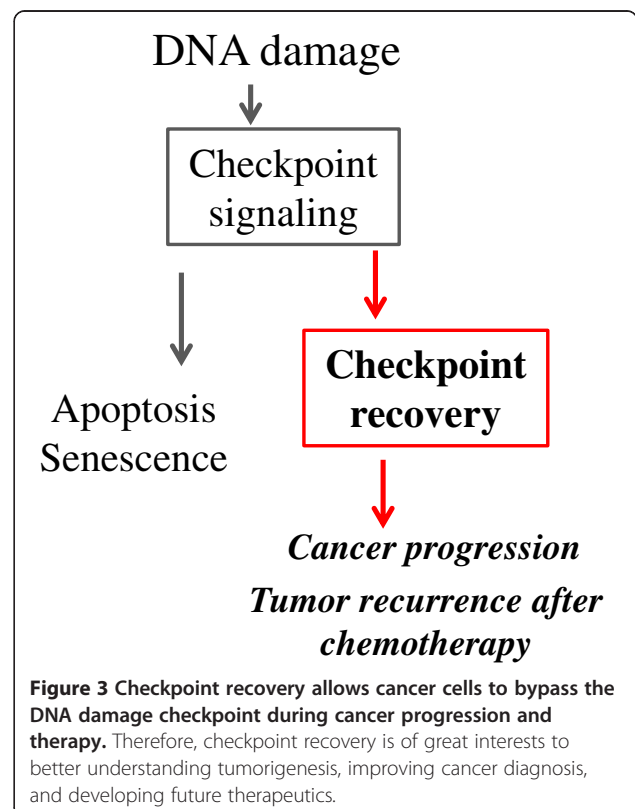 DNA damage
Checkpoint
signaling
Checkpoint
recovery
Apoptosis
Senescence
Cancer progression
Tumor recurrence after
chemotherapy
Figure 3 Checkpoint recovery allows cancer cells to bypass the
DNA damage checkpoint during cancer progression and
therapy. Therefore, checkpoint recovery is of great interests to
better understanding tumorigenesis, improving cancer diagnosis,
and developing future therapeutics.